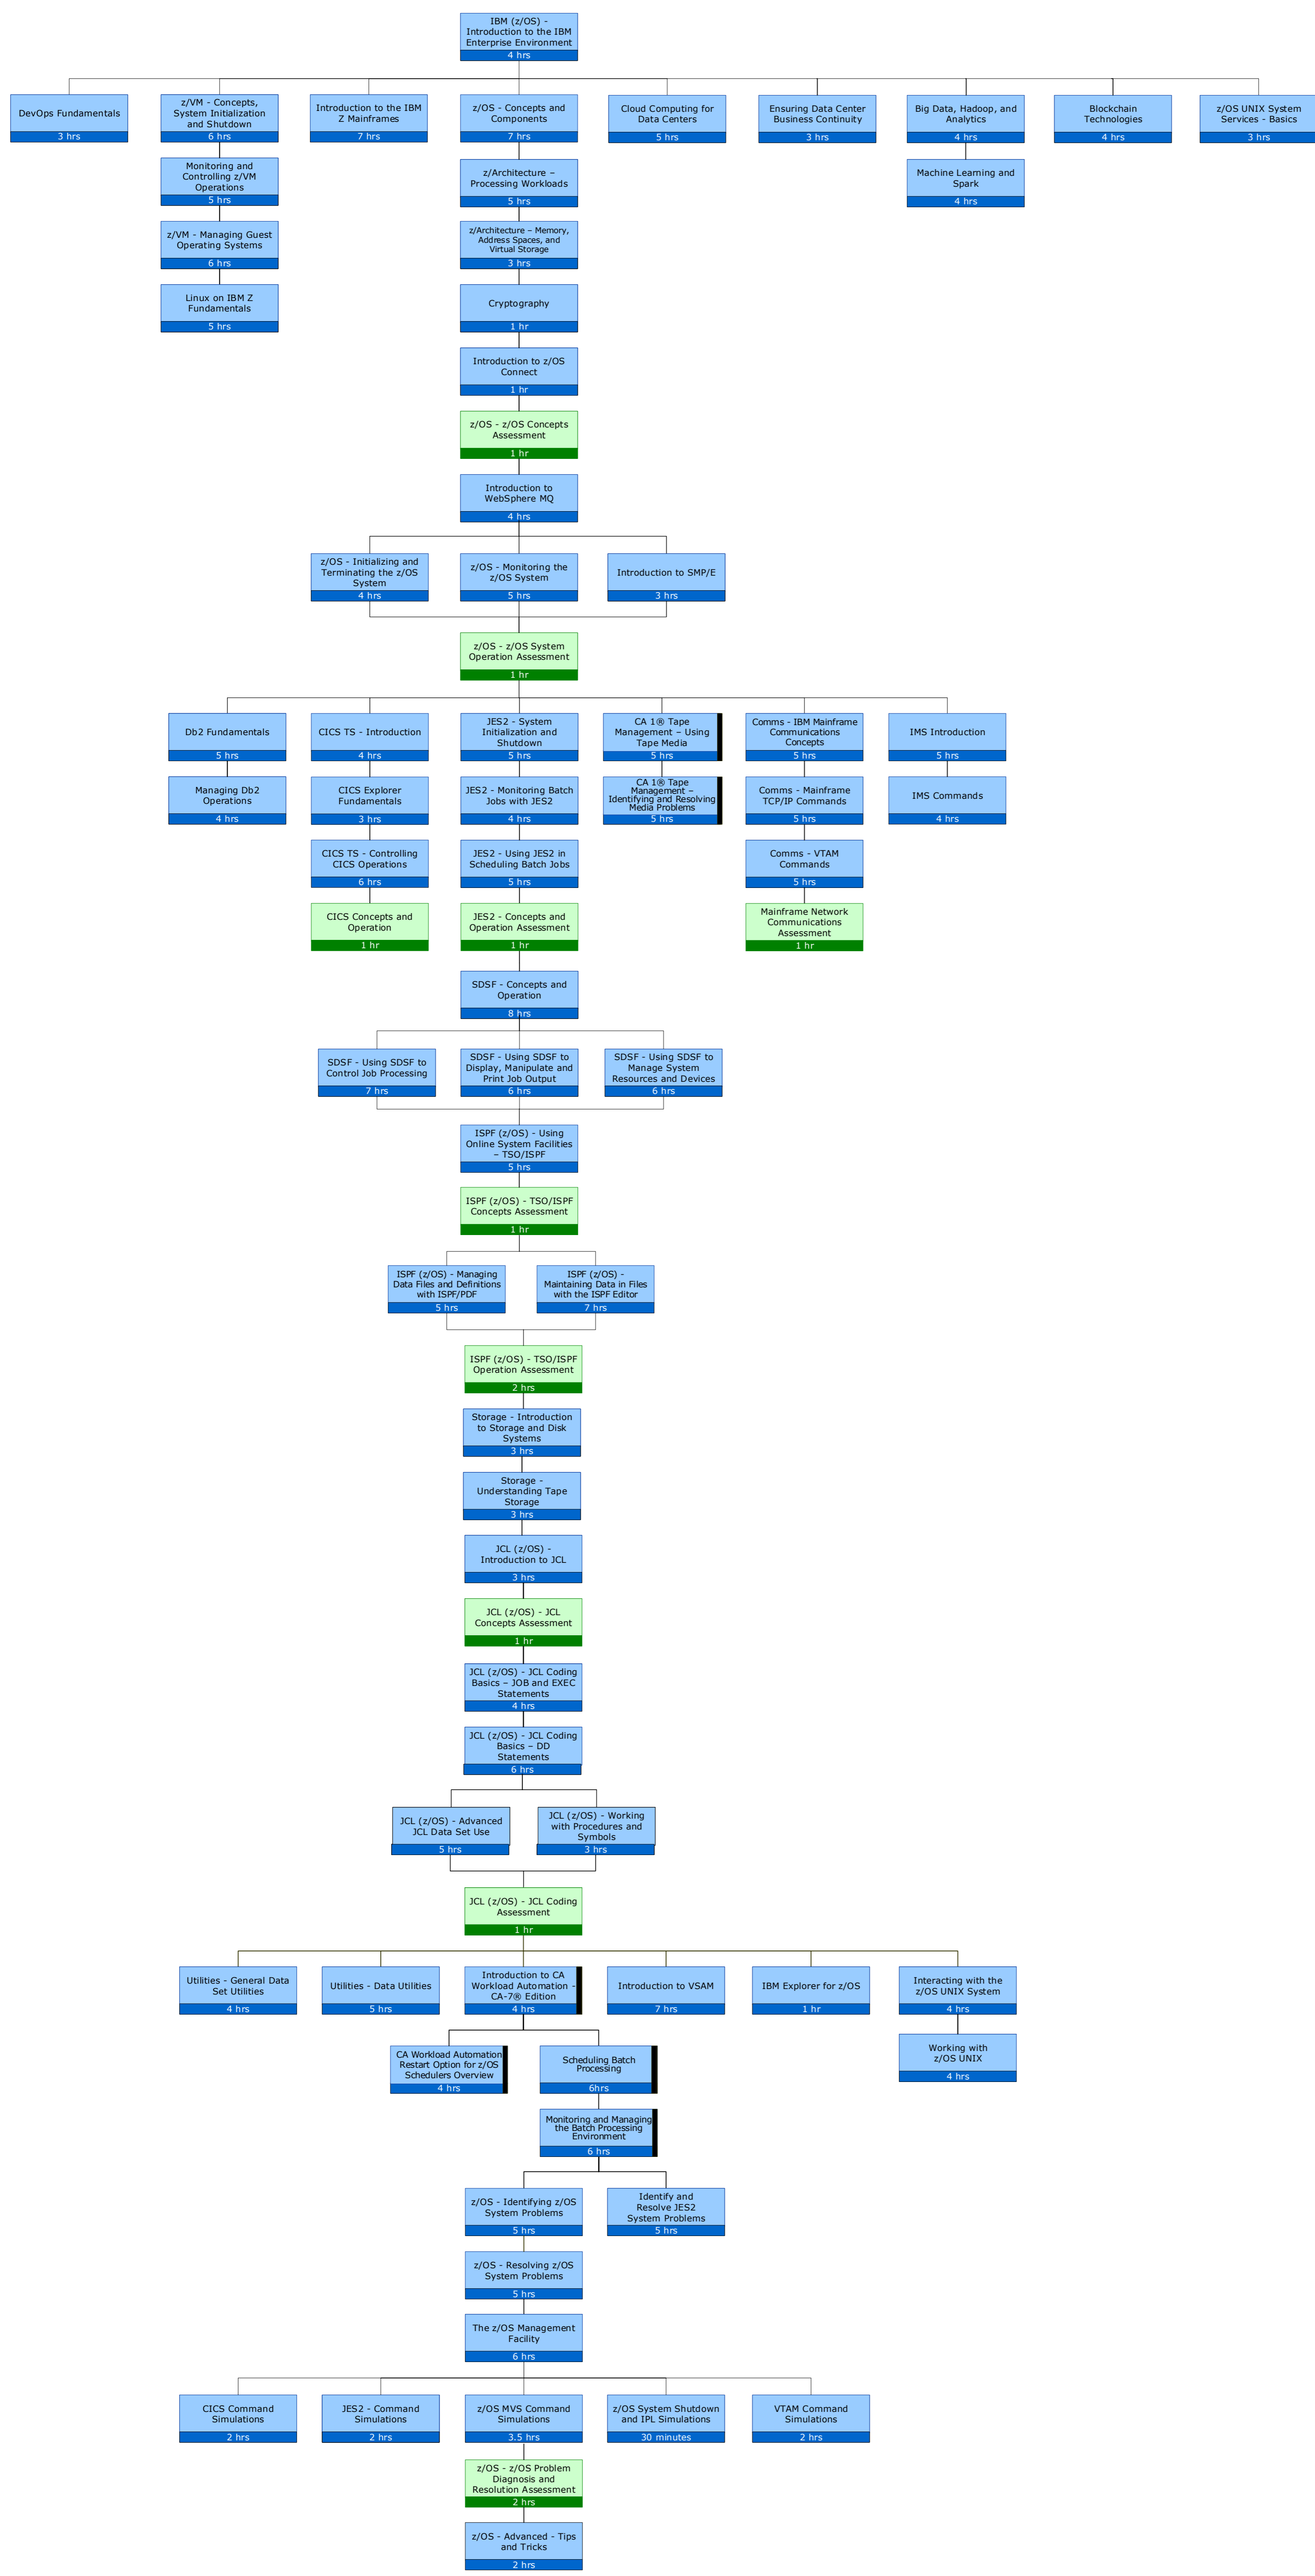 IBM (z/OS) -
Introduction to the IBM
Enterprise Environment
4 hrs
DevOps Fundamentals
3 hrs
z/VM - Concepts,
System Initialization
and Shutdown
6 hrs
Introduction to the IBM
Z Mainframes
7 hrs
z/OS - Concepts and
Components
7 hrs
Cloud Computing for
Data Centers
5 hrs
Ensuring Data Center
Business Continuity
3 hrs
Big Data, Hadoop, and
Analytics
4 hrs
Blockchain
Technologies
4 hrs
z/OS UNIX System
Services - Basics
3 hrs
Monitoring and
Controlling z/VM
Operations
5 hrs
z/Architecture –
Processing Workloads
5 hrs
Machine Learning and
Spark
4 hrs
z/VM - Managing Guest
Operating Systems
6 hrs
z/Architecture – Memory,
Address Spaces, and
Virtual Storage
3 hrs
Linux on IBM Z
Fundamentals
5 hrs
Cryptography
1 hr
Introduction to z/OS
Connect
1 hr
z/OS - z/OS Concepts
Assessment
1 hr
Introduction to
WebSphere MQ
4 hrs
z/OS - Initializing and
Terminating the z/OS
System
4 hrs
z/OS - Monitoring the
z/OS System
5 hrs
Introduction to SMP/E
3 hrs
z/OS - z/OS System
Operation Assessment
1 hr
Db2 Fundamentals
5 hrs
CICS TS - Introduction
4 hrs
JES2 - System
Initialization and
Shutdown
5 hrs
CA 1® Tape
Management – Using
Tape Media
5 hrs
Comms - IBM Mainframe
Communications
Concepts
5 hrs
IMS Introduction
5 hrs
Managing Db2
Operations
4 hrs
CICS Explorer
Fundamentals
3 hrs
JES2 - Monitoring Batch
Jobs with JES2
4 hrs
CA 1® Tape
Management –
Identifying and Resolving
Media Problems
5 hrs
Comms - Mainframe
TCP/IP Commands
5 hrs
IMS Commands
4 hrs
CICS TS - Controlling
CICS Operations
6 hrs
JES2 - Using JES2 in
Scheduling Batch Jobs
5 hrs
Comms - VTAM
Commands
5 hrs
CICS Concepts and
Operation
1 hr
JES2 - Concepts and
Operation Assessment
1 hr
Mainframe Network
Communications
Assessment
1 hr
SDSF - Concepts and
Operation
8 hrs
SDSF - Using SDSF to
Control Job Processing
7 hrs
SDSF - Using SDSF to
Display, Manipulate and
Print Job Output
6 hrs
SDSF - Using SDSF to
Manage System
Resources and Devices
6 hrs
ISPF (z/OS) - Using
Online System Facilities
– TSO/ISPF
5 hrs
ISPF (z/OS) - TSO/ISPF
Concepts Assessment
1 hr
ISPF (z/OS) - Managing
Data Files and Definitions
with ISPF/PDF
5 hrs
ISPF (z/OS) -
Maintaining Data in Files
with the ISPF Editor
7 hrs
ISPF (z/OS) - TSO/ISPF
Operation Assessment
2 hrs
Storage - Introduction
to Storage and Disk
Systems
3 hrs
Storage -
Understanding Tape
Storage
3 hrs
JCL (z/OS) -
Introduction to JCL
3 hrs
JCL (z/OS) - JCL
Concepts Assessment
1 hr
JCL (z/OS) - JCL Coding
Basics – JOB and EXEC
Statements
4 hrs
JCL (z/OS) - JCL Coding
Basics – DD
Statements
6 hrs
JCL (z/OS) - Advanced
JCL Data Set Use
5 hrs
JCL (z/OS) - Working
with Procedures and
Symbols
3 hrs
JCL (z/OS) - JCL Coding
Assessment
1 hr
Utilities - General Data
Set Utilities
4 hrs
Utilities - Data Utilities
5 hrs
Introduction to CA
Workload Automation -
CA-7® Edition
4 hrs
Introduction to VSAM
7 hrs
IBM Explorer for z/OS
1 hr
Interacting with the
z/OS UNIX System
4 hrs
CA Workload Automation
Restart Option for z/OS
Schedulers Overview
4 hrs
Scheduling Batch
Processing
6hrs
Working with
z/OS UNIX
4 hrs
Monitoring and Managing
the Batch Processing
Environment
6 hrs
z/OS - Identifying z/OS
System Problems
5 hrs
Identify and
Resolve JES2
System Problems
5 hrs
z/OS - Resolving z/OS
System Problems
5 hrs
The z/OS Management
Facility
6 hrs
CICS Command
Simulations
2 hrs
JES2 - Command
Simulations
2 hrs
z/OS MVS Command
Simulations
3.5 hrs
z/OS System Shutdown
and IPL Simulations
30 minutes
VTAM Command
Simulations
2 hrs
z/OS - z/OS Problem
Diagnosis and
Resolution Assessment
2 hrs
z/OS - Advanced - Tips
and Tricks
2 hrs